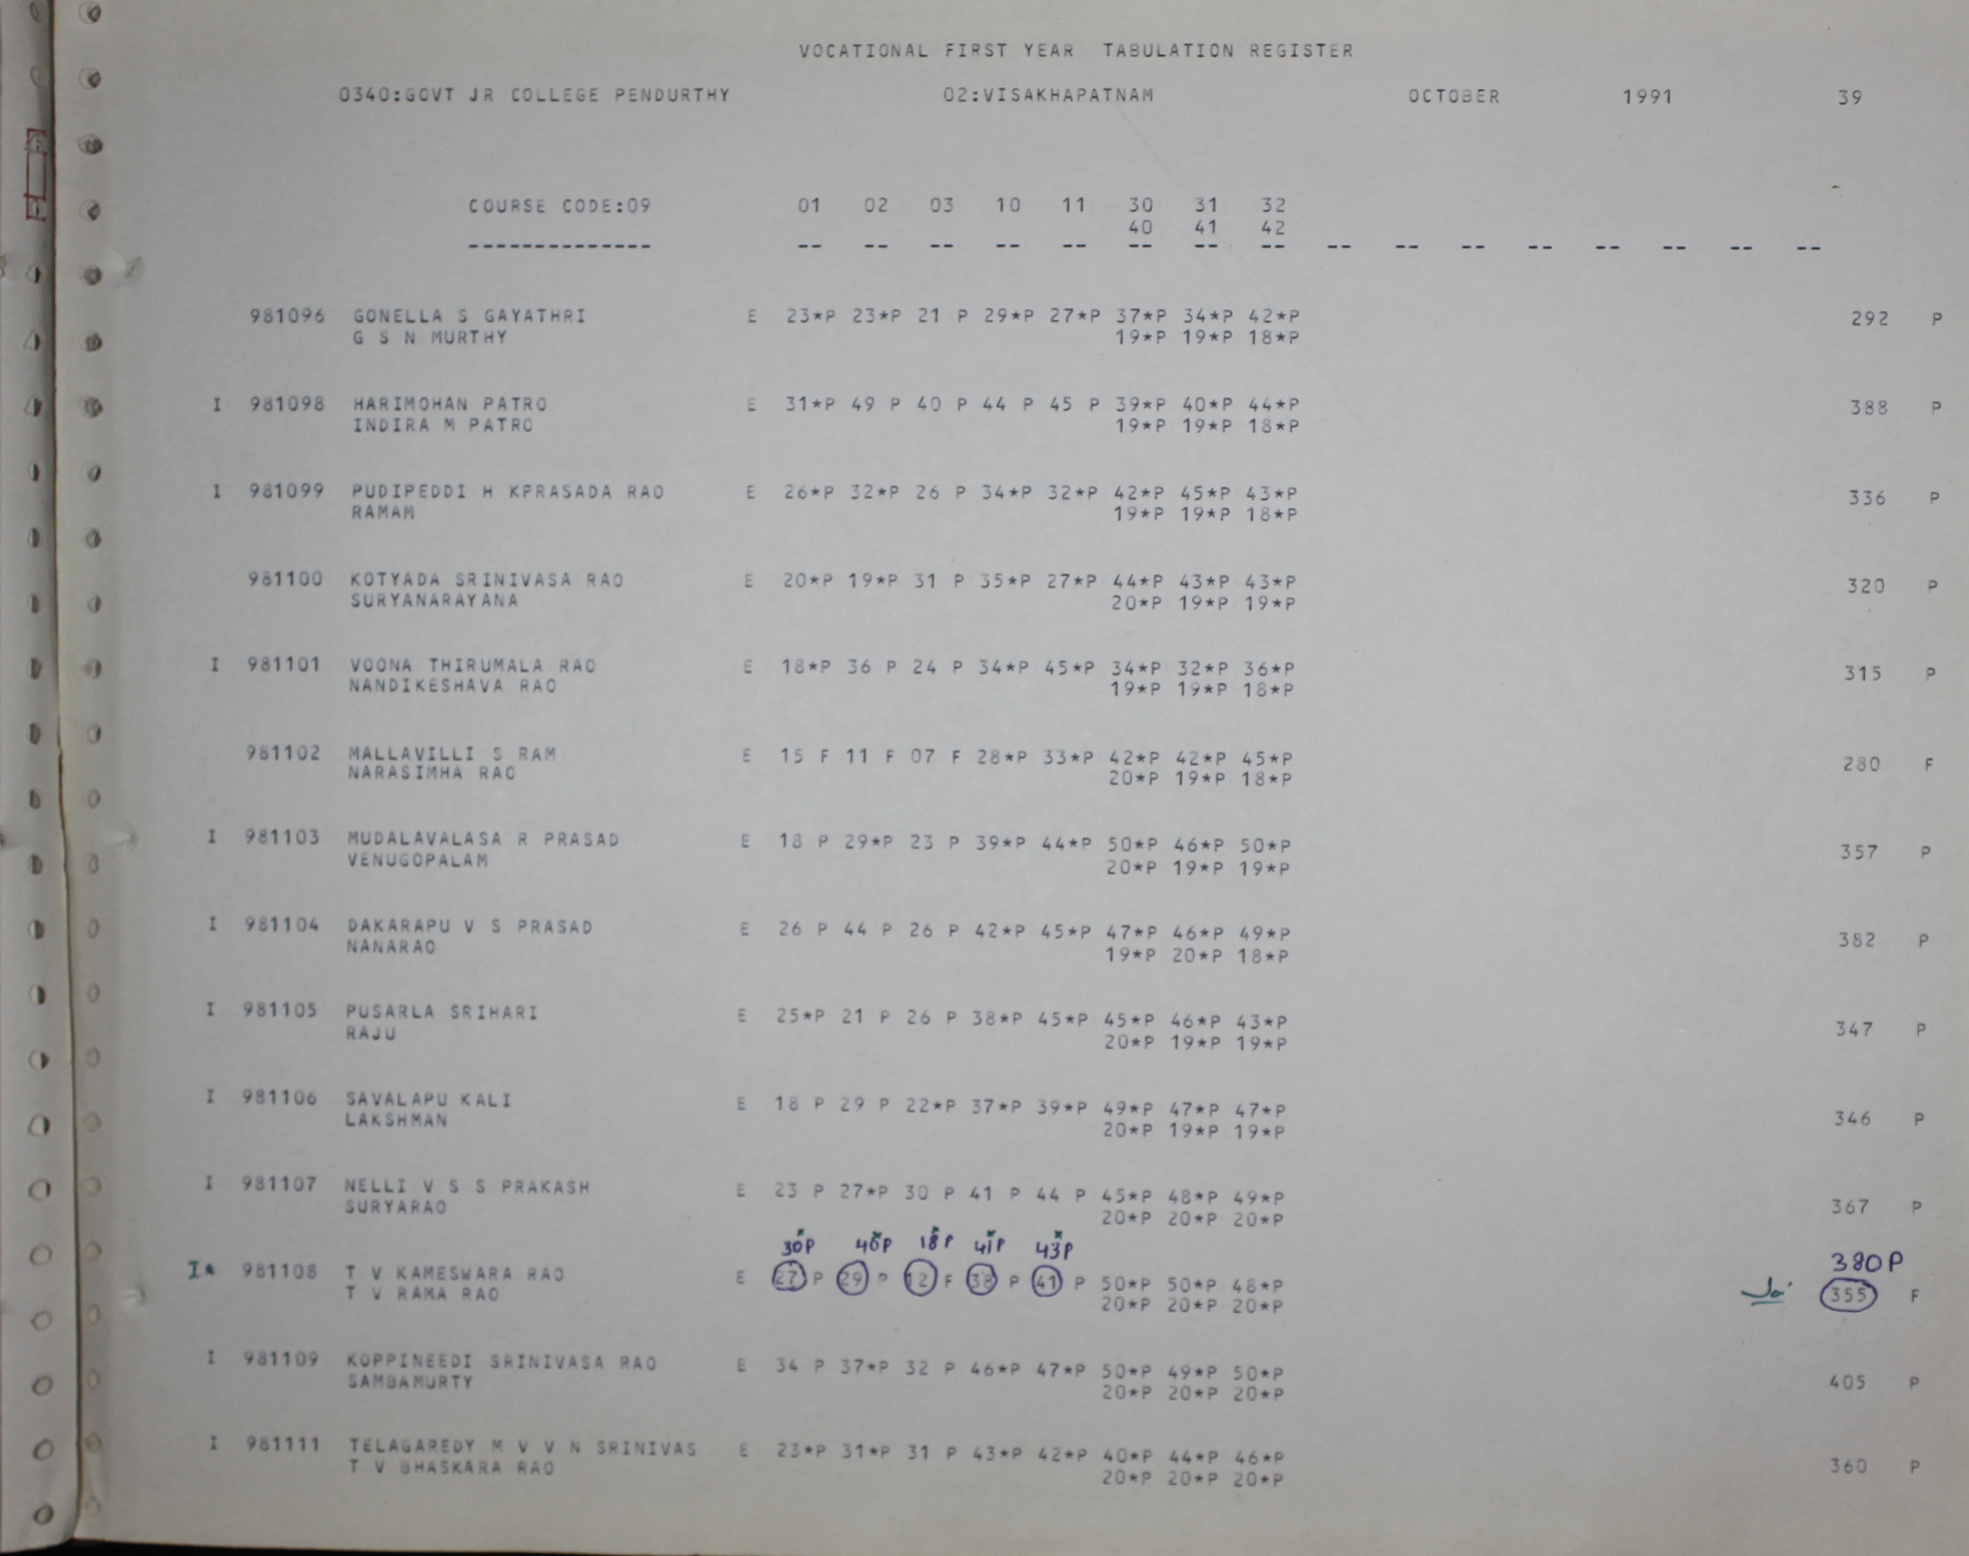 VOCATIONAL FIRST YEAR TABULATION REGISTER
0340:GOVT JR COLLEGE PENDURTHY 02:VISAKHAPATNAM OCTOBER 1991 39
COURSE CODE:09 01 02 03 10 11 30 31 32
40 41 42
-------------- -- -- -- -- -- -- -- -- -- -- -- -- -- -- -- --
981096 GONELLA S GAYATHRI E 23*P 23*P 21 P 29*P 27*P 37*P 34*P 42*P 292 P
G S N MURTHY 19*P 19*P 18*P
I 981098 HARIMOHAN PATRO E 31*P 49 P 40 P 44 P 45 P 39*P 40*P 44*P 388 P
INDIRA M PATRO 19*P 19*P 18*P
I 981099 PUDIPEDDI H KPRASADA RAO E 26*P 32*P 26 P 34*P 32*P 42*P 45*P 43*P 336 P
RAMAM 19*P 19*P 18*P
981100 KOTYADA SRINIVASA RAO E 20*P 19*P 31 P 35*P 27*P 44*P 43*P 43*P 320 P
SURYANARAYANA 20*P 19*P 19*P
I 981101 VOONA THIRUMALA RAO E 18*P 36 P 24 P 34*P 45*P 34*P 32*P 36*P 315 P
NANDIKESHAVA RAO 19*P 19*P 18*P
981102 MALLAVILLI S RAM E 15 F 11 F 07 F 28*P 33*P 42*P 42*P 45*P 280 F
NARASIMHA RAO 20*P 19*P 18*P
I 981103 MUDALAVALASA R PRASAD E 18 P 29*P 23 P 39*P 44*P 50*P 46*P 50*P 357 P
VENUGOPALAM 20*P 19*P 19*P
I 981104 DAKARAPU V S PRASAD E 26 P 44 P 26 P 42*P 45*P 47*P 46*P 49*P 382 P
NANARAO 19*P 20*P 18*P
I 981105 PUSARLA SRIHARI E 25*P 21 P 26 P 38*P 45*P 45*P 46*P 43*P 347 P
RAJU 20*P 19*P 19*P
I 981106 SAVALAPU KALI E 18 P 29 P 22*P 37*P 39*P 49*P 47*P 47*P 346 P
LAKSHMAN 20*P 19*P 19*P
I 981107 NELLI V S S PRAKASH E 23 P 27*P 30 P 41 P 44 P 45*P 48*P 49*P 367 P
SURYARAO 20*P 20*P 20*P
30*P 40*P 18*P 41*P 43*P 380P
I* 981108 T V KAMESWARA RAO E 27 P 29 P 12 F 38 P 41 P 50*P 50*P 48*P 355 F
T V RAMA RAO 20*P 20*P 20*P
I 981109 KOPPINEEDI SRINIVASA RAO E 34 P 37*P 32 P 46*P 47*P 50*P 49*P 50*P 405 P
SAMBAMURTY 20*P 20*P 20*P
I 981111 TELAGAREDY M V V N SRINIVAS E 23*P 31*P 31 P 43*P 42*P 40*P 44*P 46*P 360 P
T V BHASKARA RAO 20*P 20*P 20*P